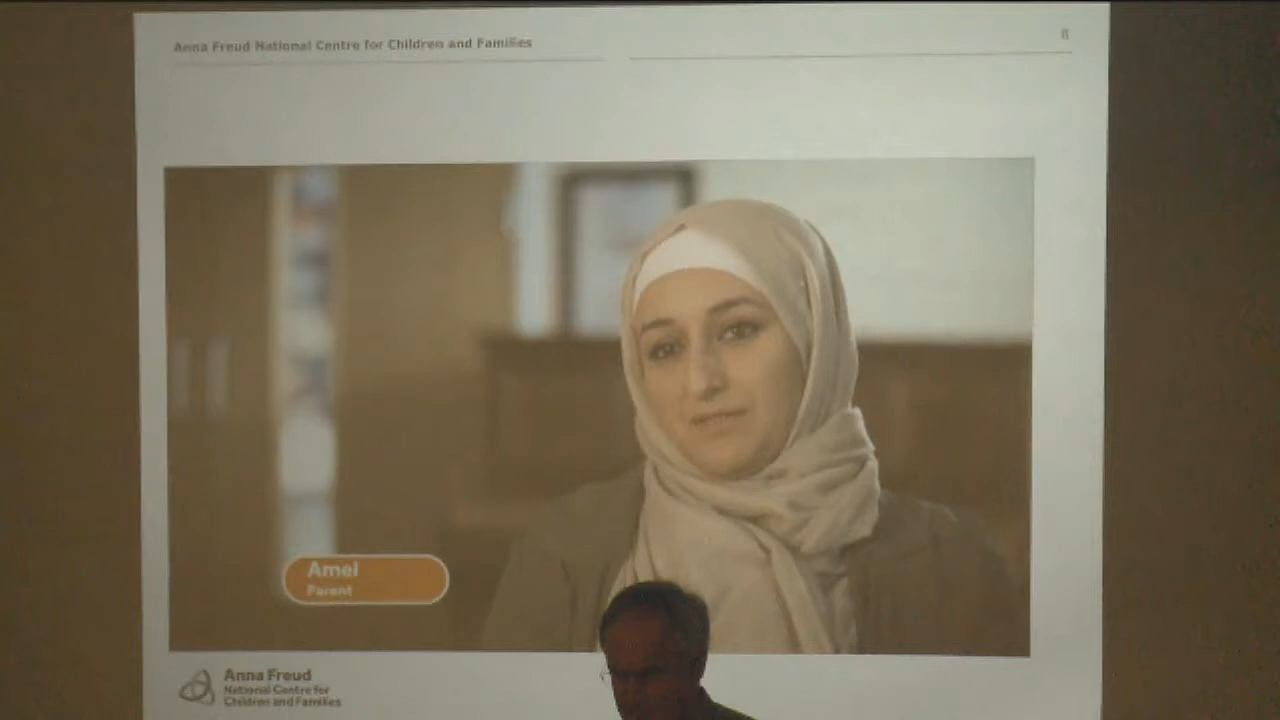 Anna Freud National Centre for Children and Families
8
Amel
Parent
Anna Freud
National Centre for
Children and Families